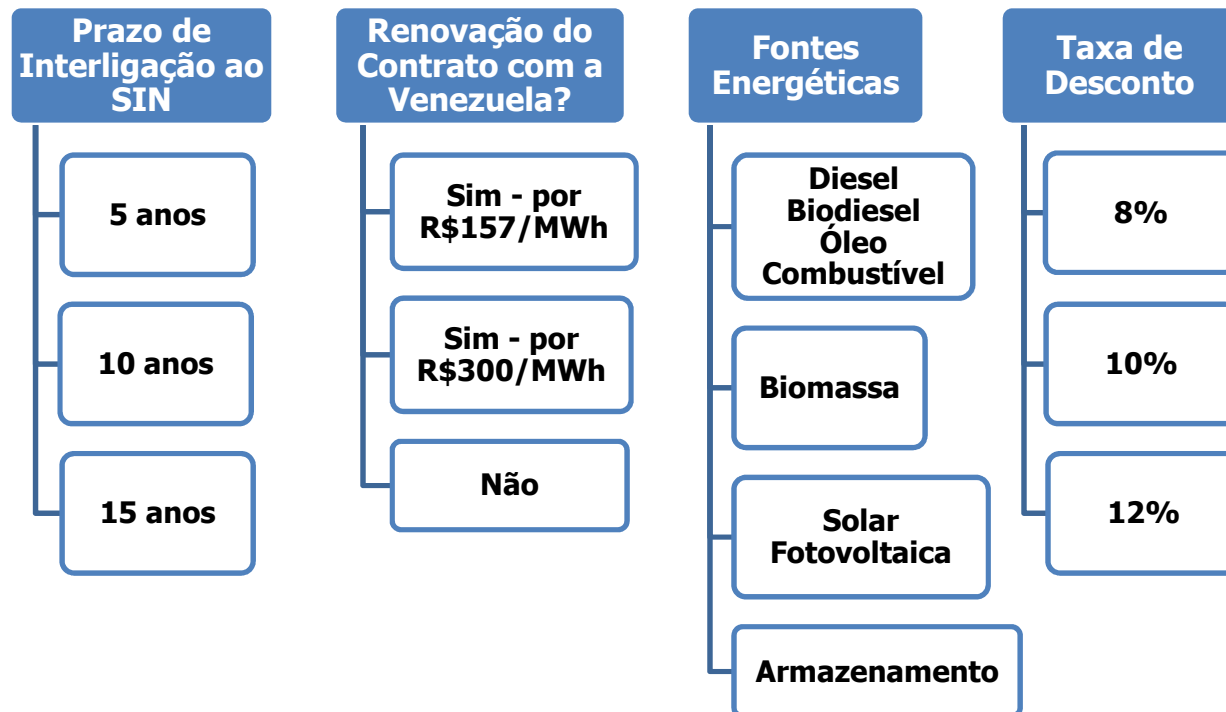 Prazo de
Interligação ao
SIN
5 anos
10 anos
15 anos
Renovação do
Contrato com a
Venezuela?
Sim - por
R$157/MWh
Sim - por
R$300/MWh
Não
Fontes
Energéticas
Diesel
Biodiesel
Óleo
Combustível
Biomassa
Solar
Fotovoltaica
Armazenamento
Taxa de
Desconto
8%
10%
12%